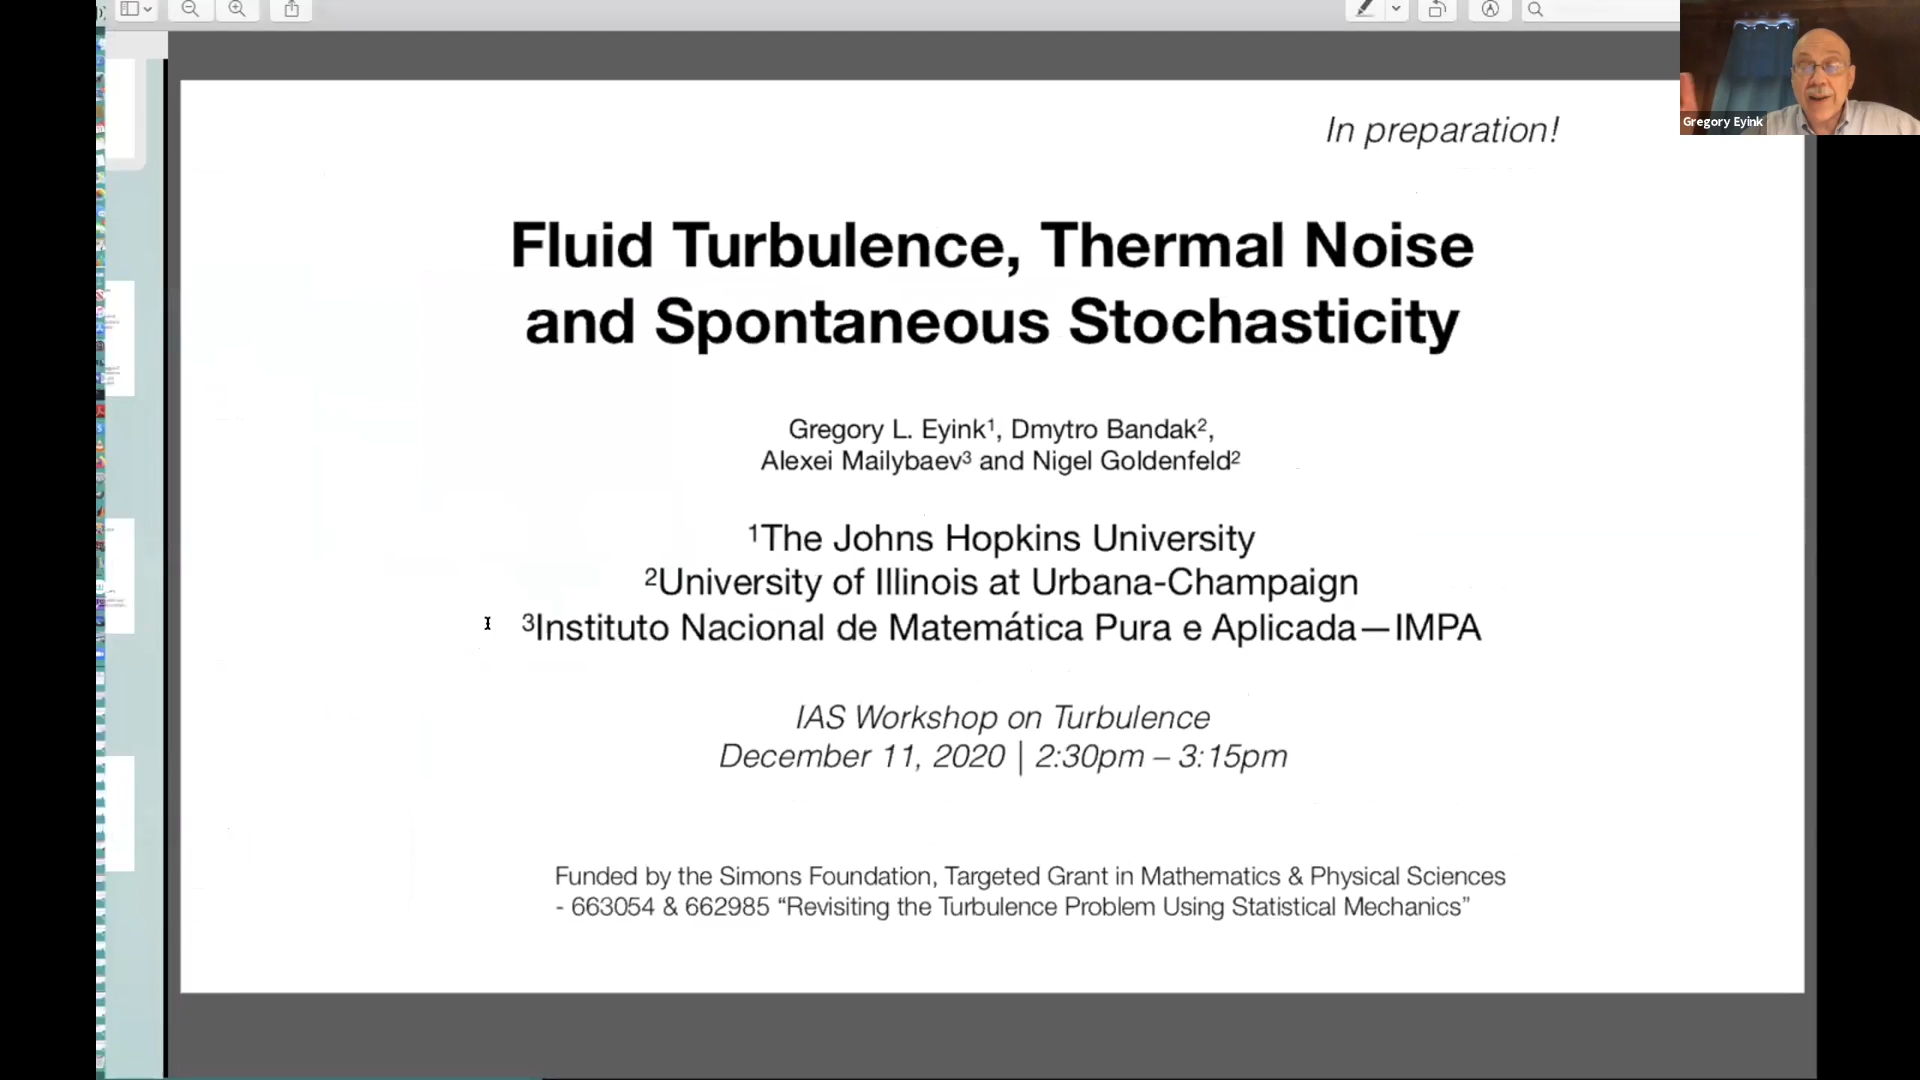 Gregory Eyink
In preparation!
Fluid Turbulence, Thermal Noise
and Spontaneous Stochasticity
Gregory L. Eyink¹, Dmytro Bandak²,
Alexei Mailybaev³ and Nigel Goldenfeld²
¹The Johns Hopkins University
²University of Illinois at Urbana-Champaign
³Instituto Nacional de Matemática Pura e Aplicada—IMPA
IAS Workshop on Turbulence
December 11, 2020 | 2:30pm – 3:15pm
Funded by the Simons Foundation, Targeted Grant in Mathematics & Physical Sciences
- 663054 & 662985 “Revisiting the Turbulence Problem Using Statistical Mechanics”